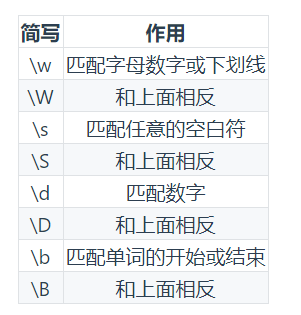 简写 作用
\w 匹配字母数字或下划线
\W 和上面相反
\s 匹配任意的空白符
\S 和上面相反
\d 匹配数字
\D 和上面相反
\b 匹配单词的开始或结束
\B 和上面相反